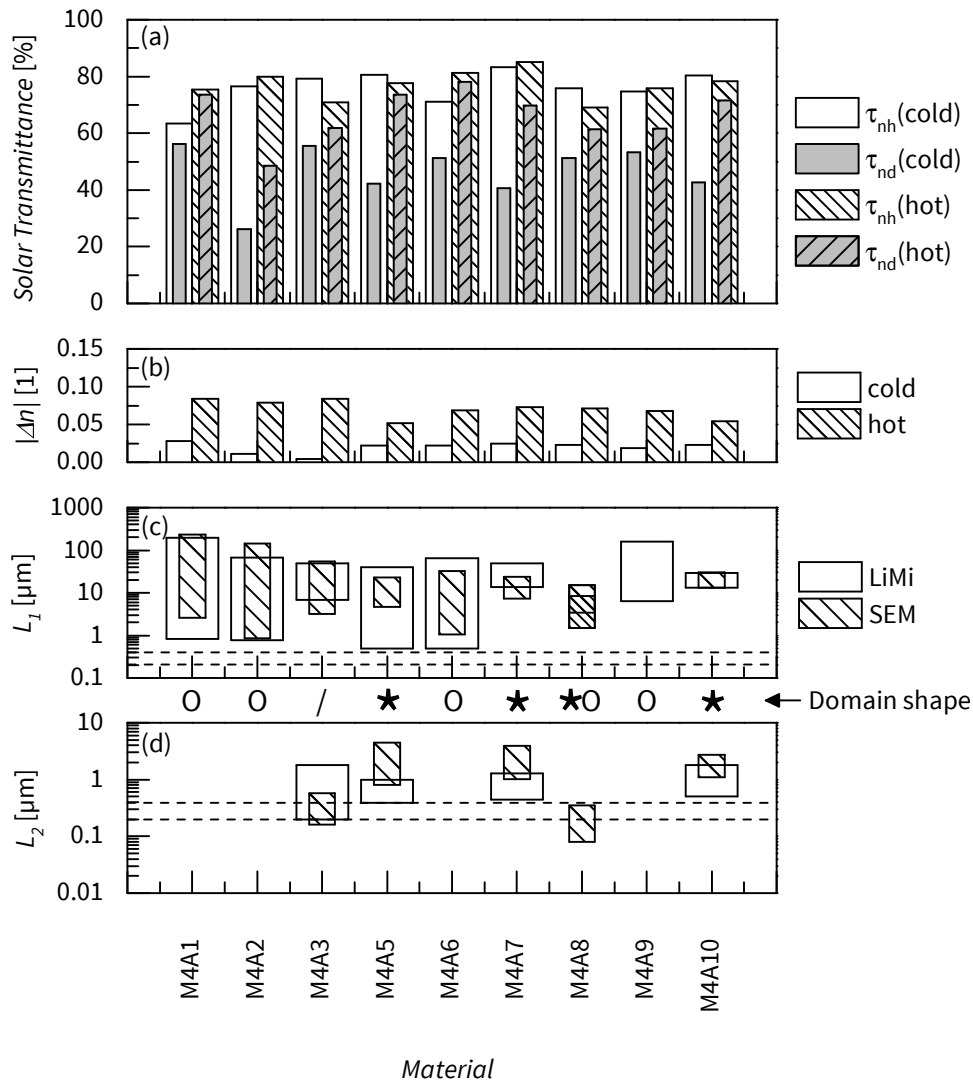 (a)
Solar Transmittance [%]
100
80
60
40
20
0
τnh(cold)
τnd(cold)
τnh(hot)
τnd(hot)
(b)
|Δn| [1]
0.15
0.10
0.05
0.00
cold
hot
(c)
L1 [µm]
1000
100
10
1
0.1
LiMi
SEM
O O / ★ O ★ ★O O ★ ← Domain shape
(d)
L2 [µm]
10
1
0.1
0.01
M4A1
M4A2
M4A3
M4A5
M4A6
M4A7
M4A8
M4A9
M4A10
Material